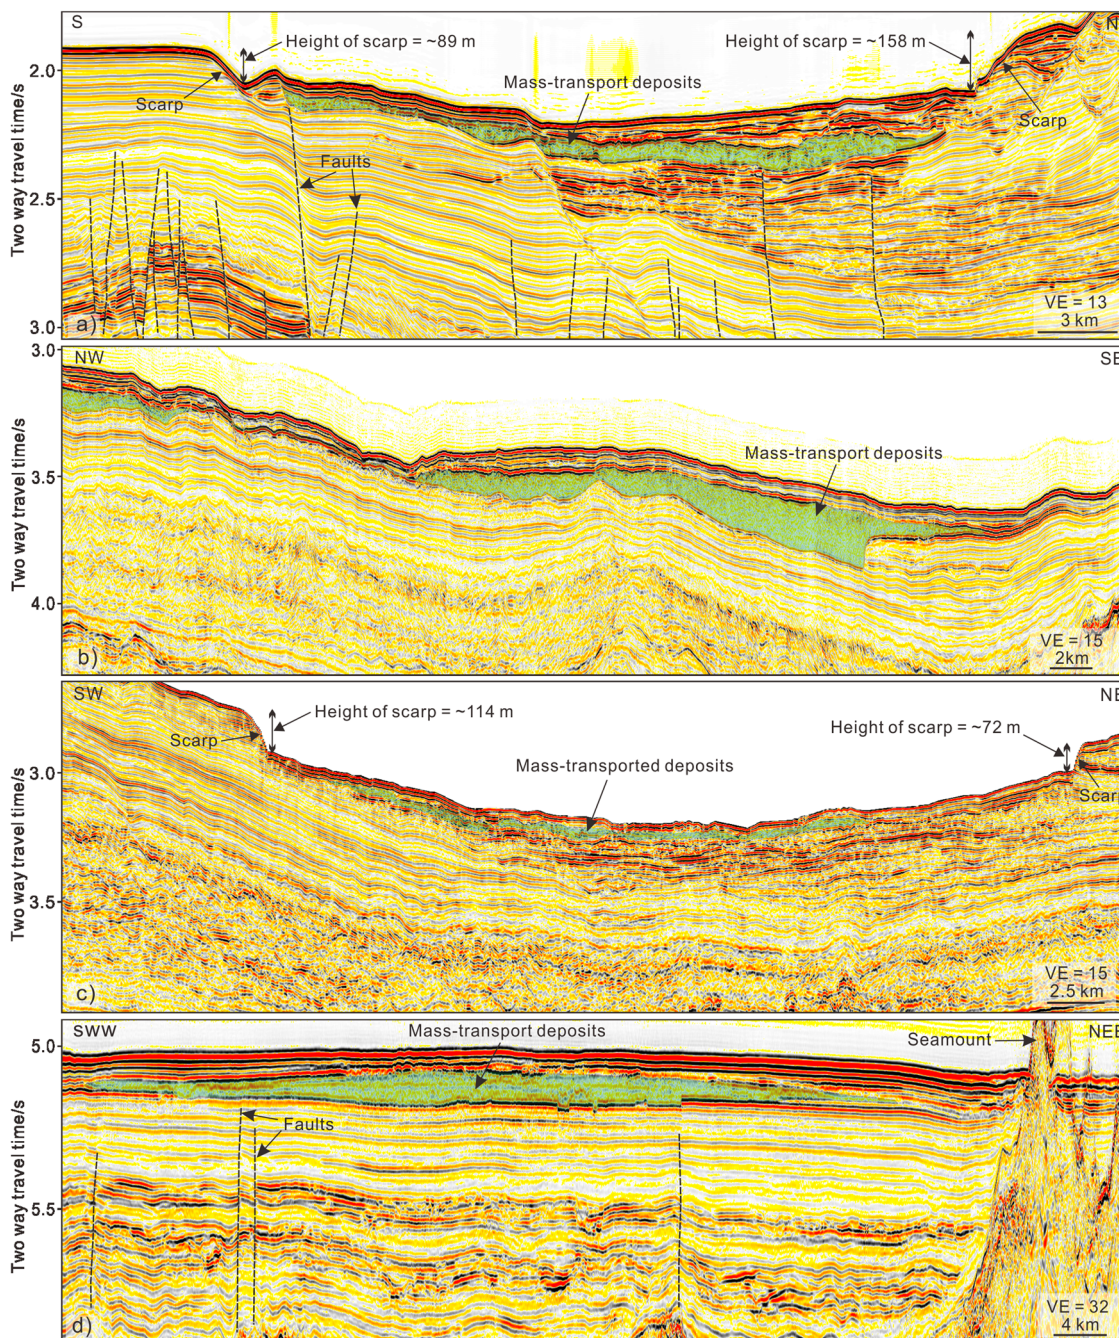 S
N
Height of scarp = ~89 m
Height of scarp = ~158 m
Mass-transport deposits
Scarp
Scarp
Faults
2.0
2.5
3.0
Two way travel time/s
a)
VE = 13
3 km
NW
SE
3.0
3.5
4.0
Two way travel time/s
Mass-transport deposits
b)
VE = 15
2km
SW
NE
Height of scarp = ~114 m
Height of scarp = ~72 m
Scarp
Mass-transported deposits
Scarp
3.0
3.5
Two way travel time/s
c)
VE = 15
2.5 km
SWW
NEE
Mass-transport deposits
Seamount
Faults
5.0
5.5
Two way travel time/s
d)
VE = 32
4 km